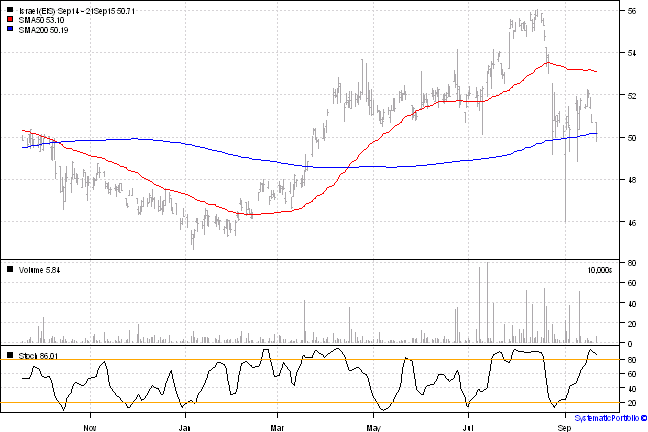 Israel (EIS) Sep14 - 21Sep15 50.71
SMA50 53.10
SMA200 50.19
56
54
52
50
48
46
Volume 5.84
10,000s
80
60
40
20
0
Stoch 86.01
80
60
40
20
Nov Jan Mar May Jul Sep
SystematicPortfolio ©